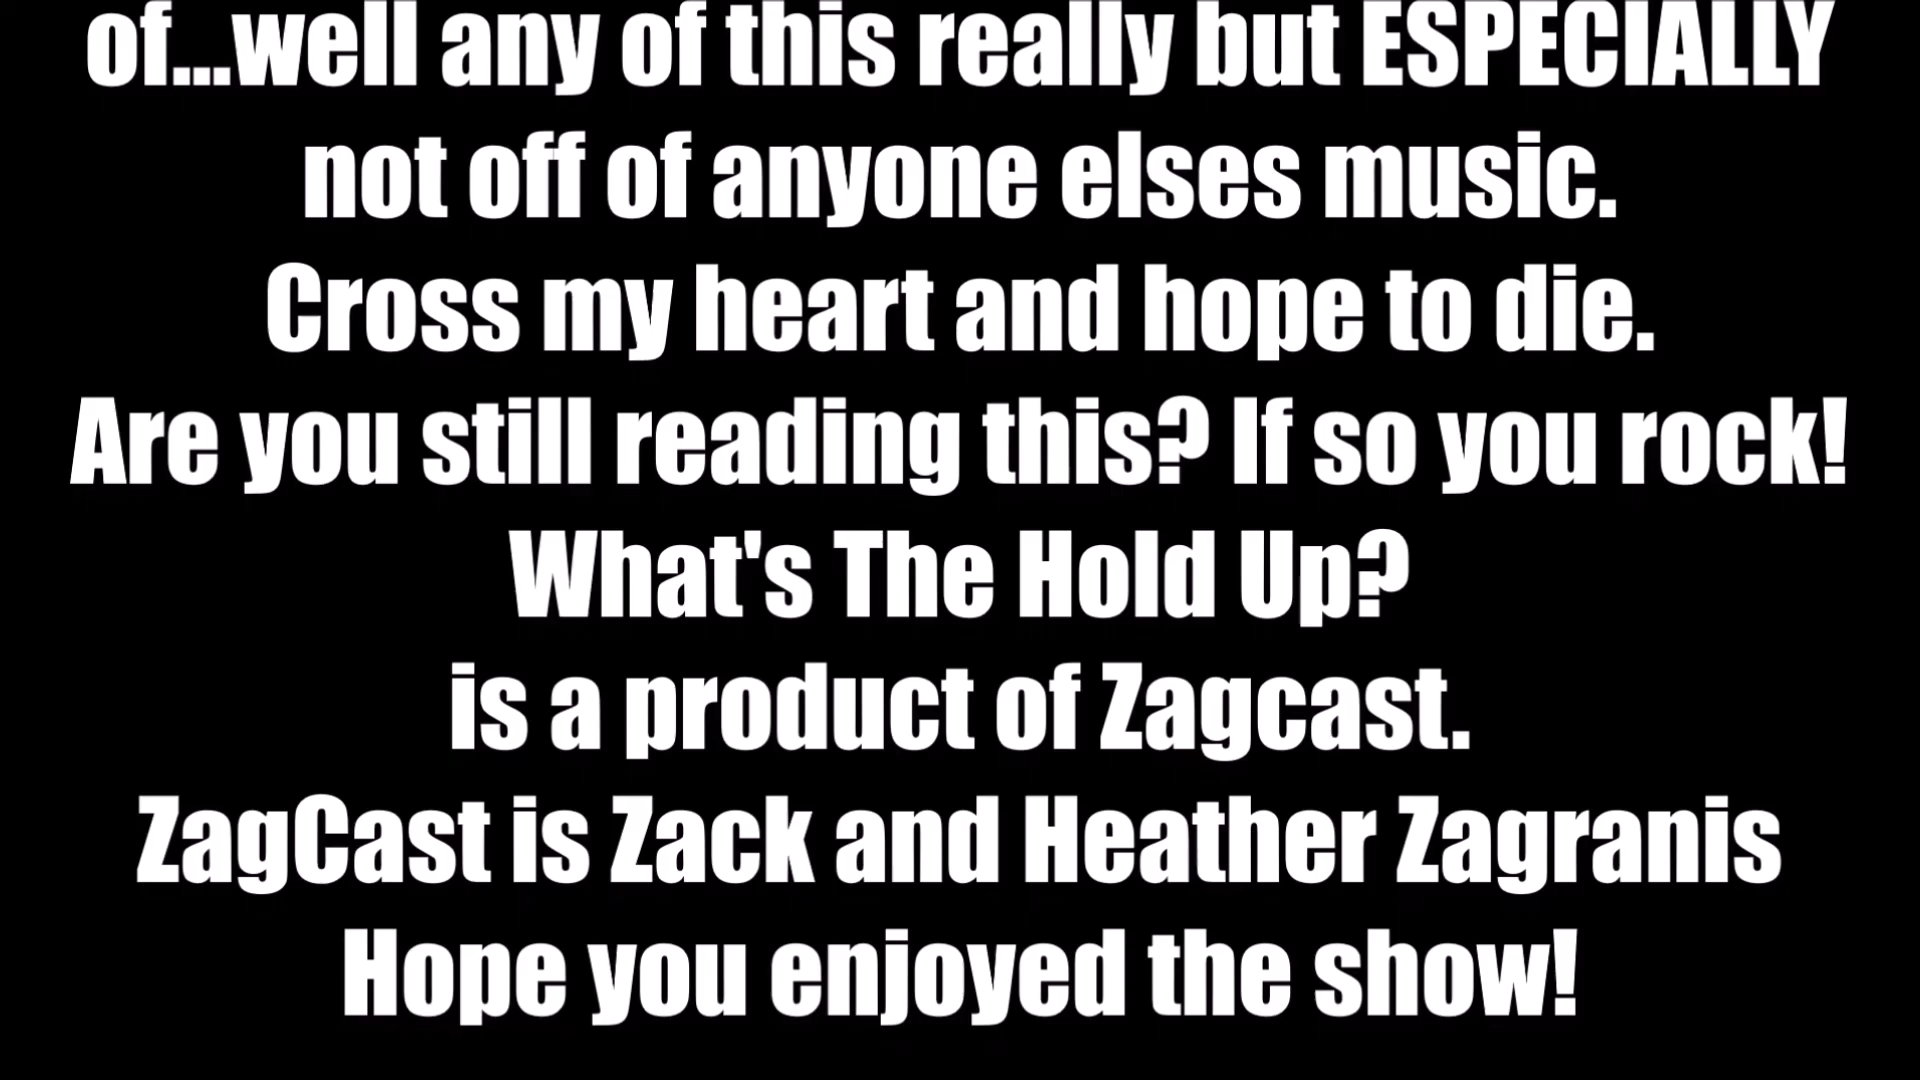 of...well any of this really but ESPECIALLY
not off of anyone elses music.
Cross my heart and hope to die.
Are you still reading this? If so you rock!
What's The Hold Up?
is a product of Zagcast.
ZagCast is Zack and Heather Zagranis
Hope you enjoyed the show!